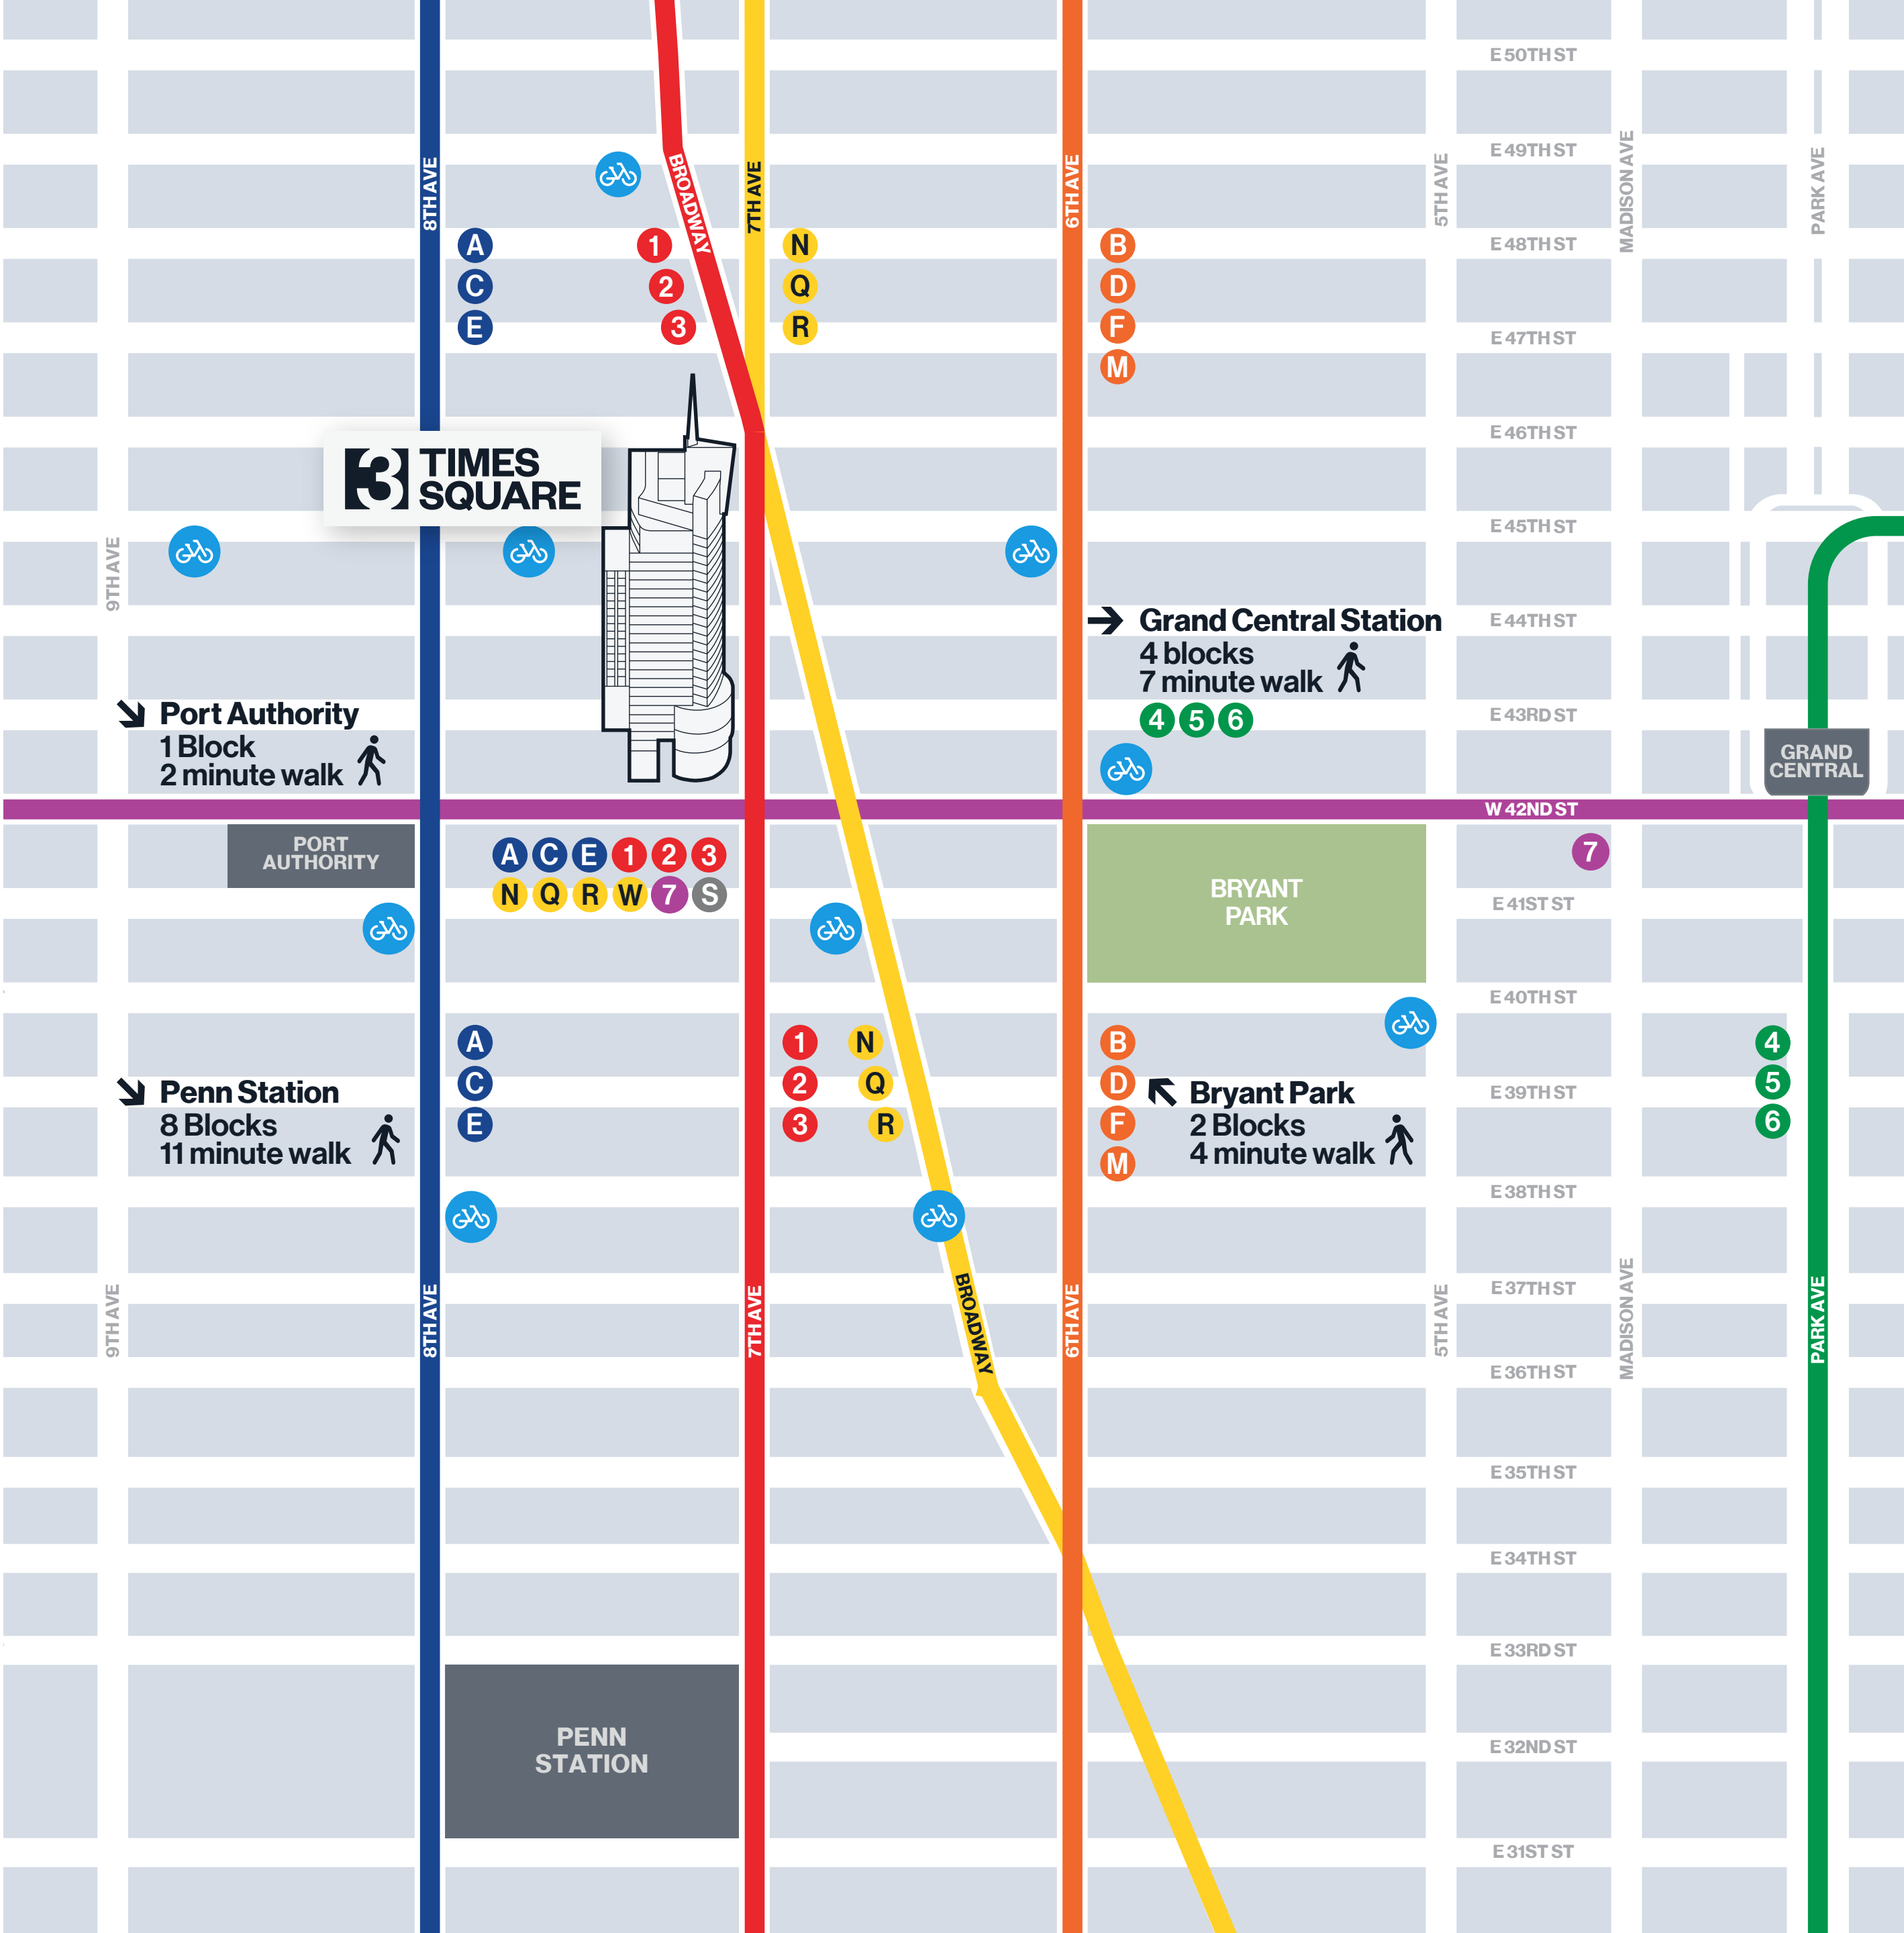 E 50TH ST
E 49TH ST
8TH AVE
BROADWAY
7TH AVE
6TH AVE
5TH AVE
MADISON AVE
PARK AVE
A
C
E
1
2
3
N
Q
R
B
D
F
M
E 48TH ST
E 47TH ST
E 46TH ST
3 TIMES
SQUARE
E 45TH ST
9TH AVE
Grand Central Station
4 blocks
7 minute walk
4 5 6
E 44TH ST
E 43RD ST
Port Authority
1 Block
2 minute walk
GRAND
CENTRAL
W 42ND ST
PORT
AUTHORITY
A C E 1 2 3
N Q R W 7 S
BRYANT
PARK
7
E 41ST ST
E 40TH ST
A
C
E
1
2
3
N
Q
R
B
D
F
M
4
5
6
Penn Station
8 Blocks
11 minute walk
Bryant Park
2 Blocks
4 minute walk
E 39TH ST
E 38TH ST
E 37TH ST
9TH AVE
8TH AVE
7TH AVE
BROADWAY
6TH AVE
5TH AVE
MADISON AVE
PARK AVE
E 36TH ST
E 35TH ST
E 34TH ST
E 33RD ST
PENN
STATION
E 32ND ST
E 31ST ST